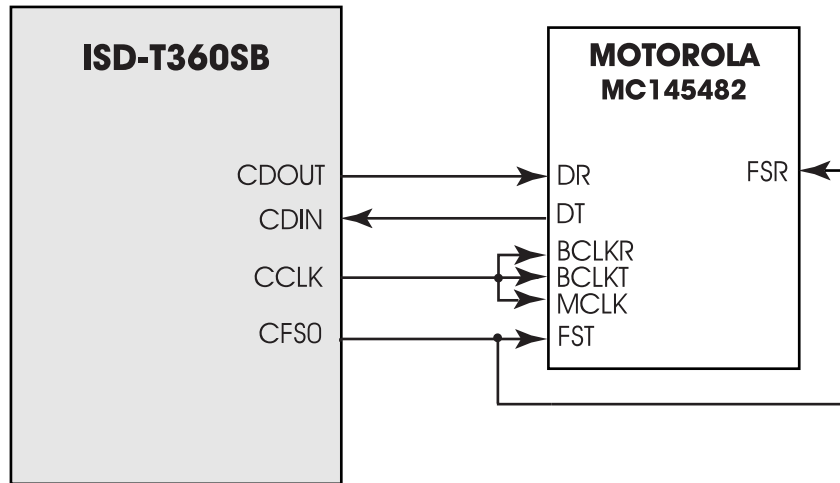 ISD-T360SB
MOTOROLA
MC145482
CDOUT
DR
FSR
CDIN
DT
BCLKR
CCLK
BCLKT
MCLK
CFS0
FST